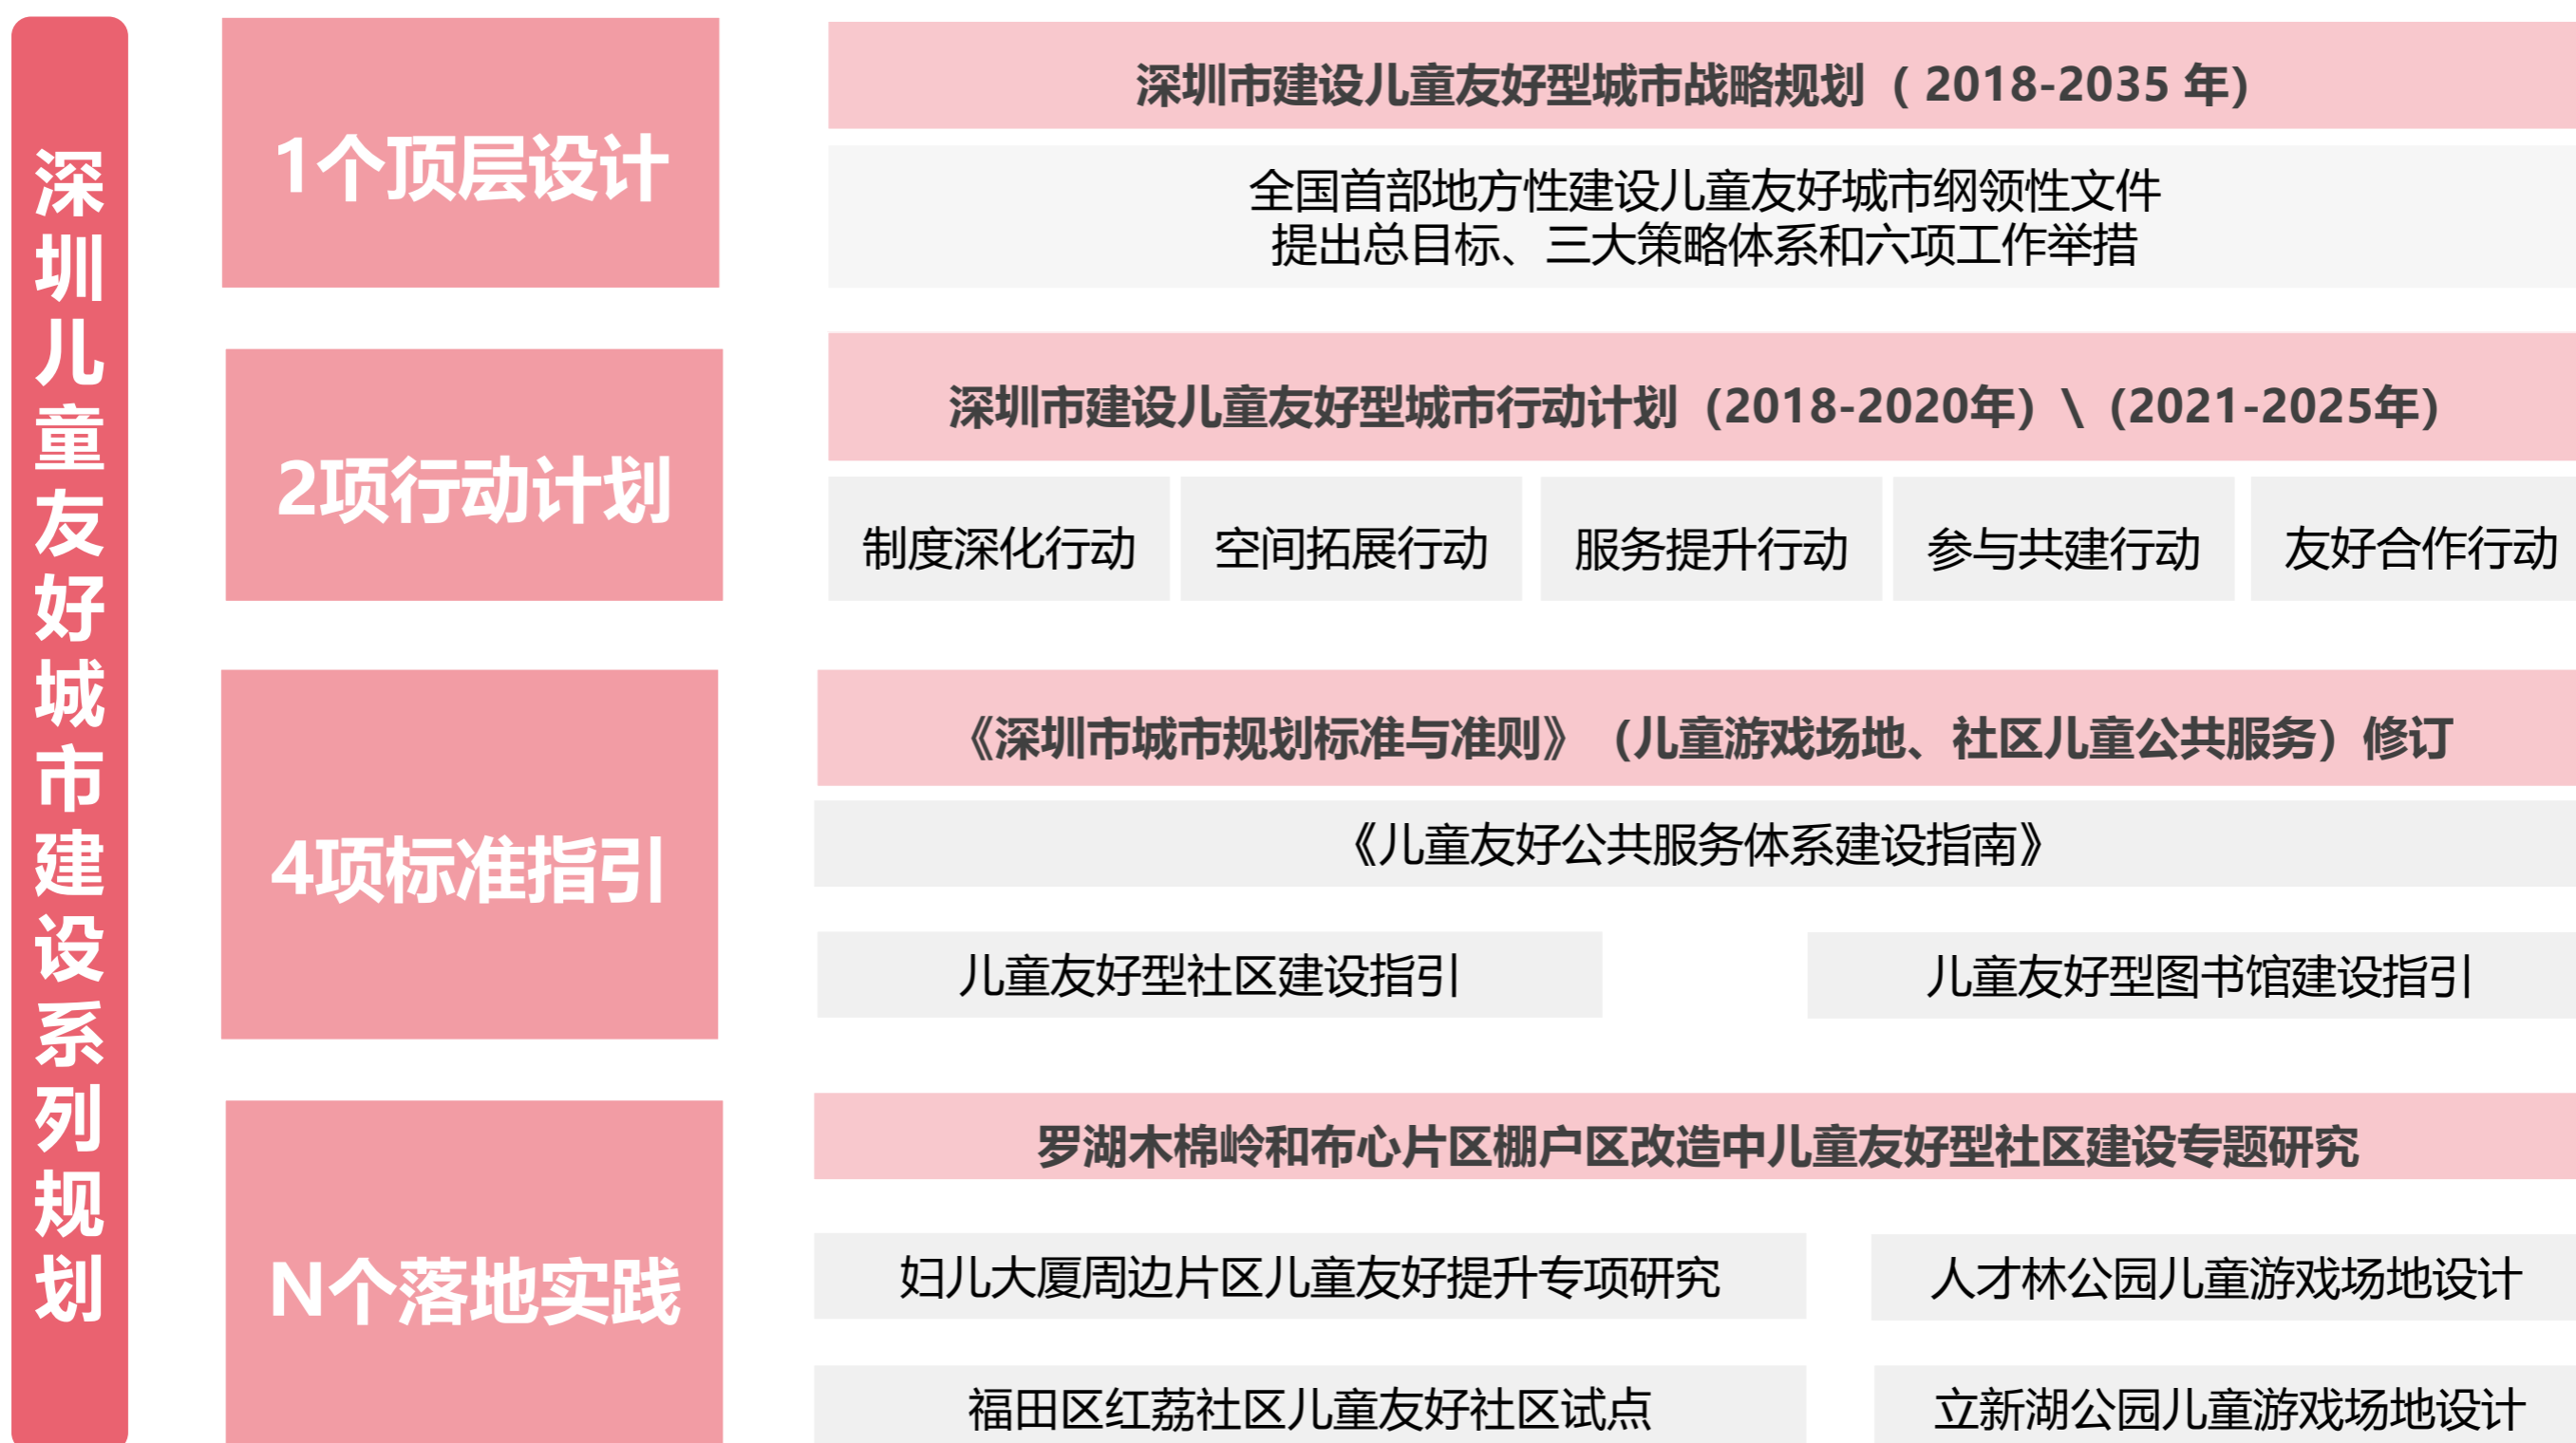 深圳儿童友好城市建设系列规划
1个顶层设计
深圳市建设儿童友好型城市战略规划（ 2018-2035 年）
全国首部地方性建设儿童友好城市纲领性文件
提出总目标、三大策略体系和六项工作举措
2项行动计划
深圳市建设儿童友好型城市行动计划（2018-2020年）\（2021-2025年）
制度深化行动
空间拓展行动
服务提升行动
参与共建行动
友好合作行动
4项标准指引
《深圳市城市规划标准与准则》（儿童游戏场地、社区儿童公共服务）修订
《儿童友好公共服务体系建设指南》
儿童友好型社区建设指引
儿童友好型图书馆建设指引
N个落地实践
罗湖木棉岭和布心片区棚户区改造中儿童友好型社区建设专题研究
妇儿大厦周边片区儿童友好提升专项研究
人才林公园儿童游戏场地设计
福田区红荔社区儿童友好社区试点
立新湖公园儿童游戏场地设计